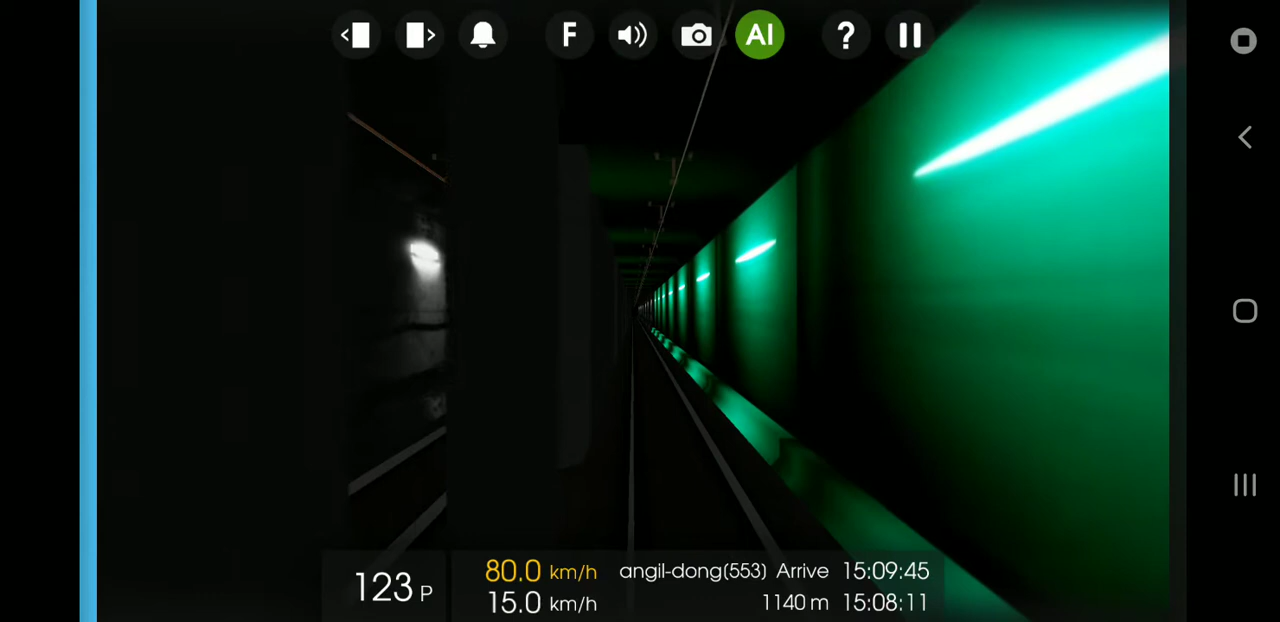 F
AI
?
123 P
80.0 km/h
15.0 km/h
angil-dong(553) Arrive 15:09:45
1140 m 15:08:11